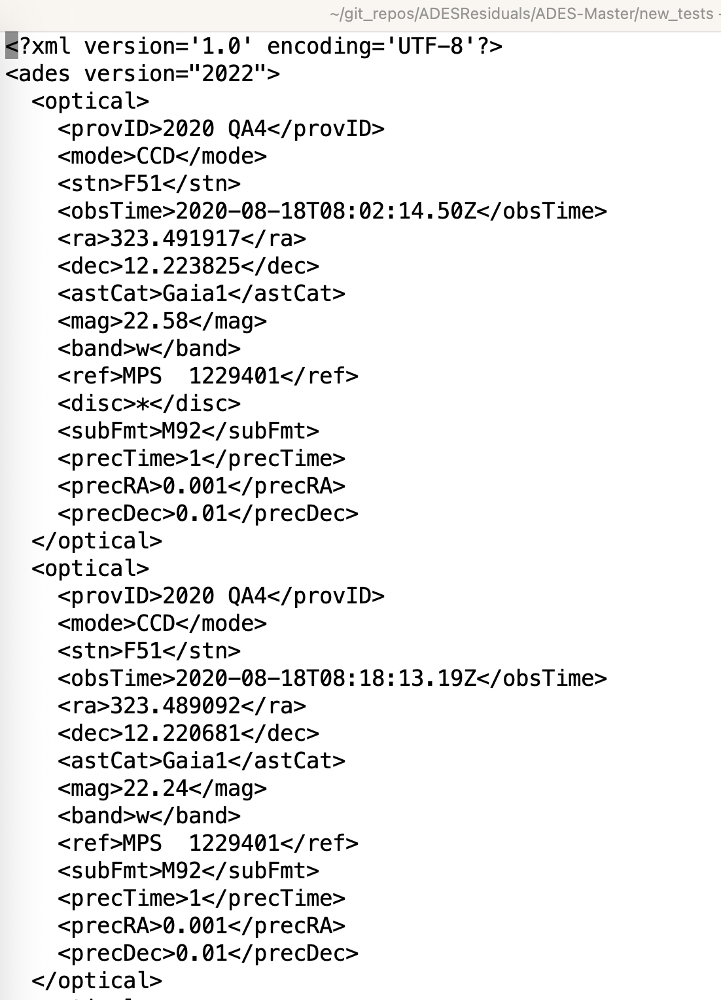 ~/git_repos/ADESResiduals/ADES-Master/new_tests -
<?xml version='1.0' encoding='UTF-8'?>
<ades version="2022">
  <optical>
    <provID>2020 QA4</provID>
    <mode>CCD</mode>
    <stn>F51</stn>
    <obsTime>2020-08-18T08:02:14.50Z</obsTime>
    <ra>323.491917</ra>
    <dec>12.223825</dec>
    <astCat>Gaia1</astCat>
    <mag>22.58</mag>
    <band>w</band>
    <ref>MPS  1229401</ref>
    <disc>*</disc>
    <subFmt>M92</subFmt>
    <precTime>1</precTime>
    <precRA>0.001</precRA>
    <precDec>0.01</precDec>
  </optical>
  <optical>
    <provID>2020 QA4</provID>
    <mode>CCD</mode>
    <stn>F51</stn>
    <obsTime>2020-08-18T08:18:13.19Z</obsTime>
    <ra>323.489092</ra>
    <dec>12.220681</dec>
    <astCat>Gaia1</astCat>
    <mag>22.24</mag>
    <band>w</band>
    <ref>MPS  1229401</ref>
    <subFmt>M92</subFmt>
    <precTime>1</precTime>
    <precRA>0.001</precRA>
    <precDec>0.01</precDec>
  </optical>